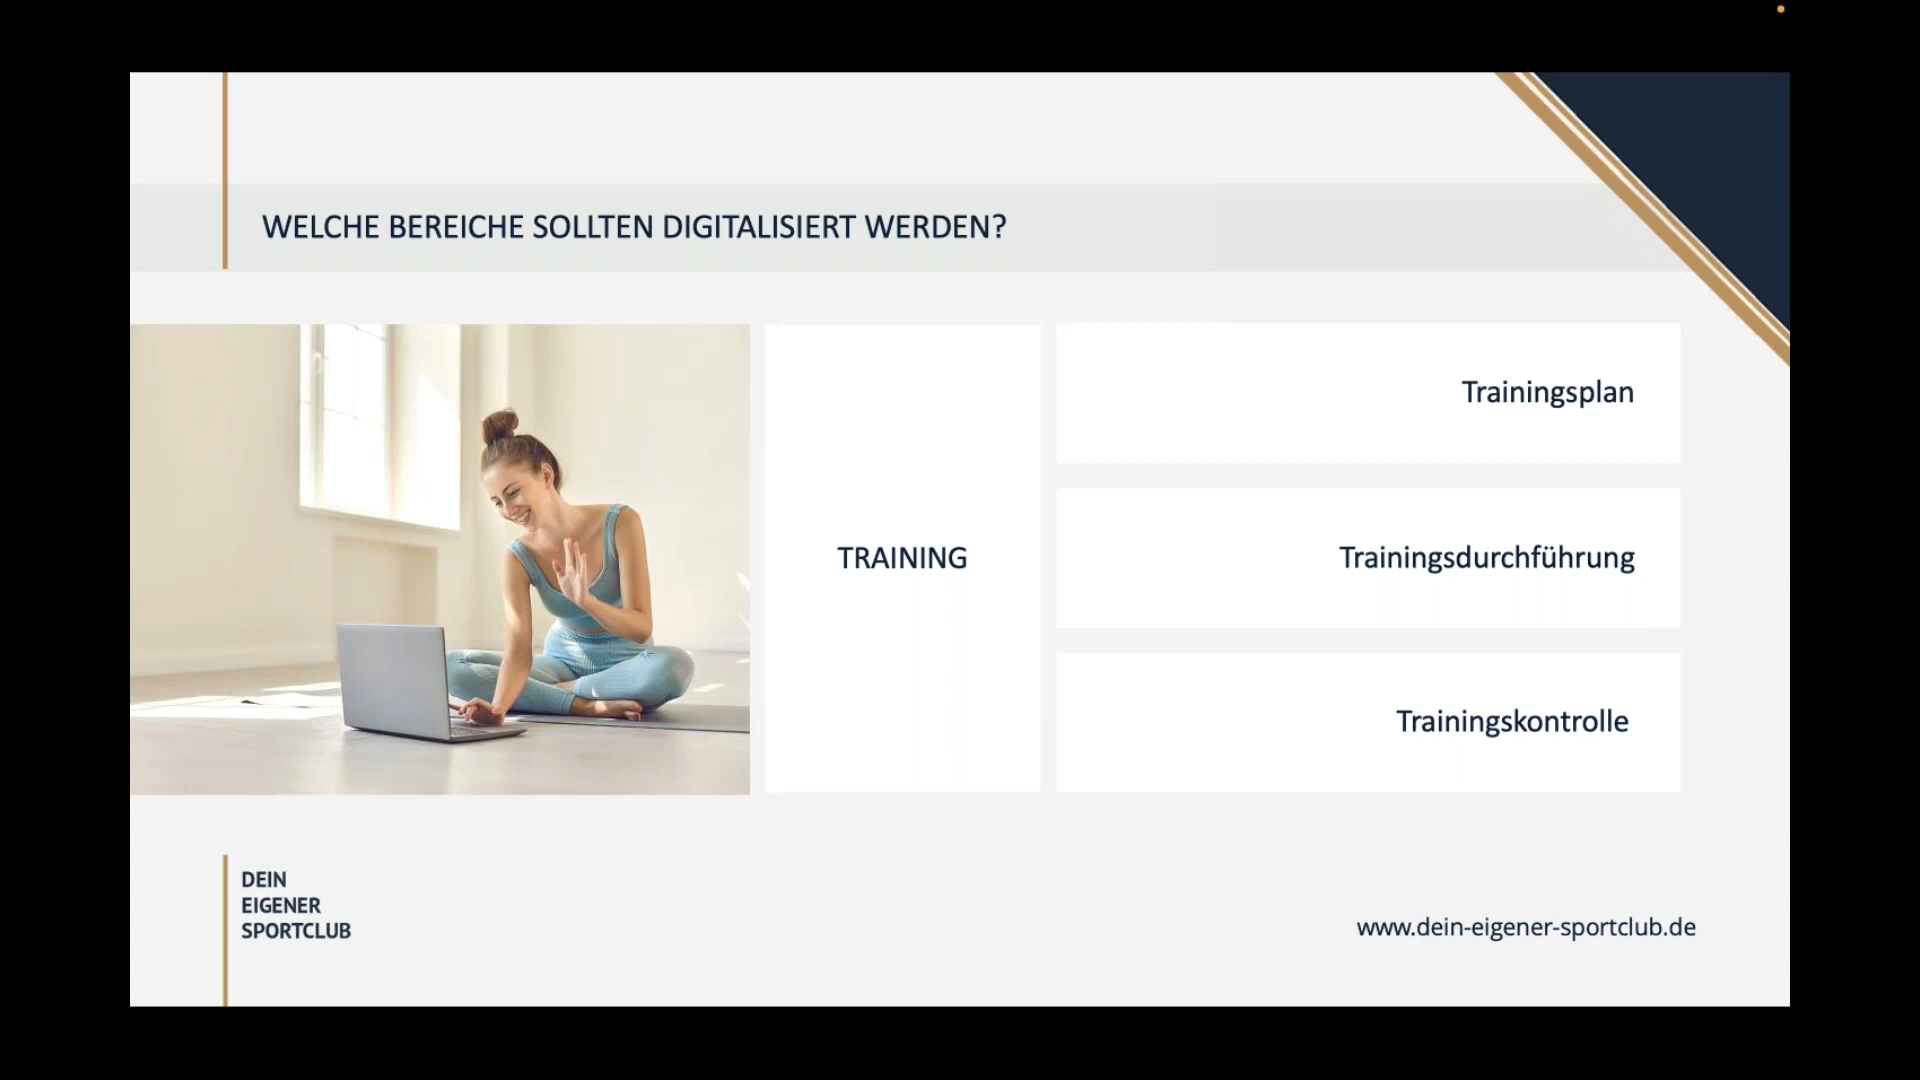 WELCHE BEREICHE SOLLTEN DIGITALISIERT WERDEN?
TRAINING
Trainingsplan
Trainingsdurchführung
Trainingskontrolle
DEIN
EIGENER
SPORTCLUB
www.dein-eigener-sportclub.de